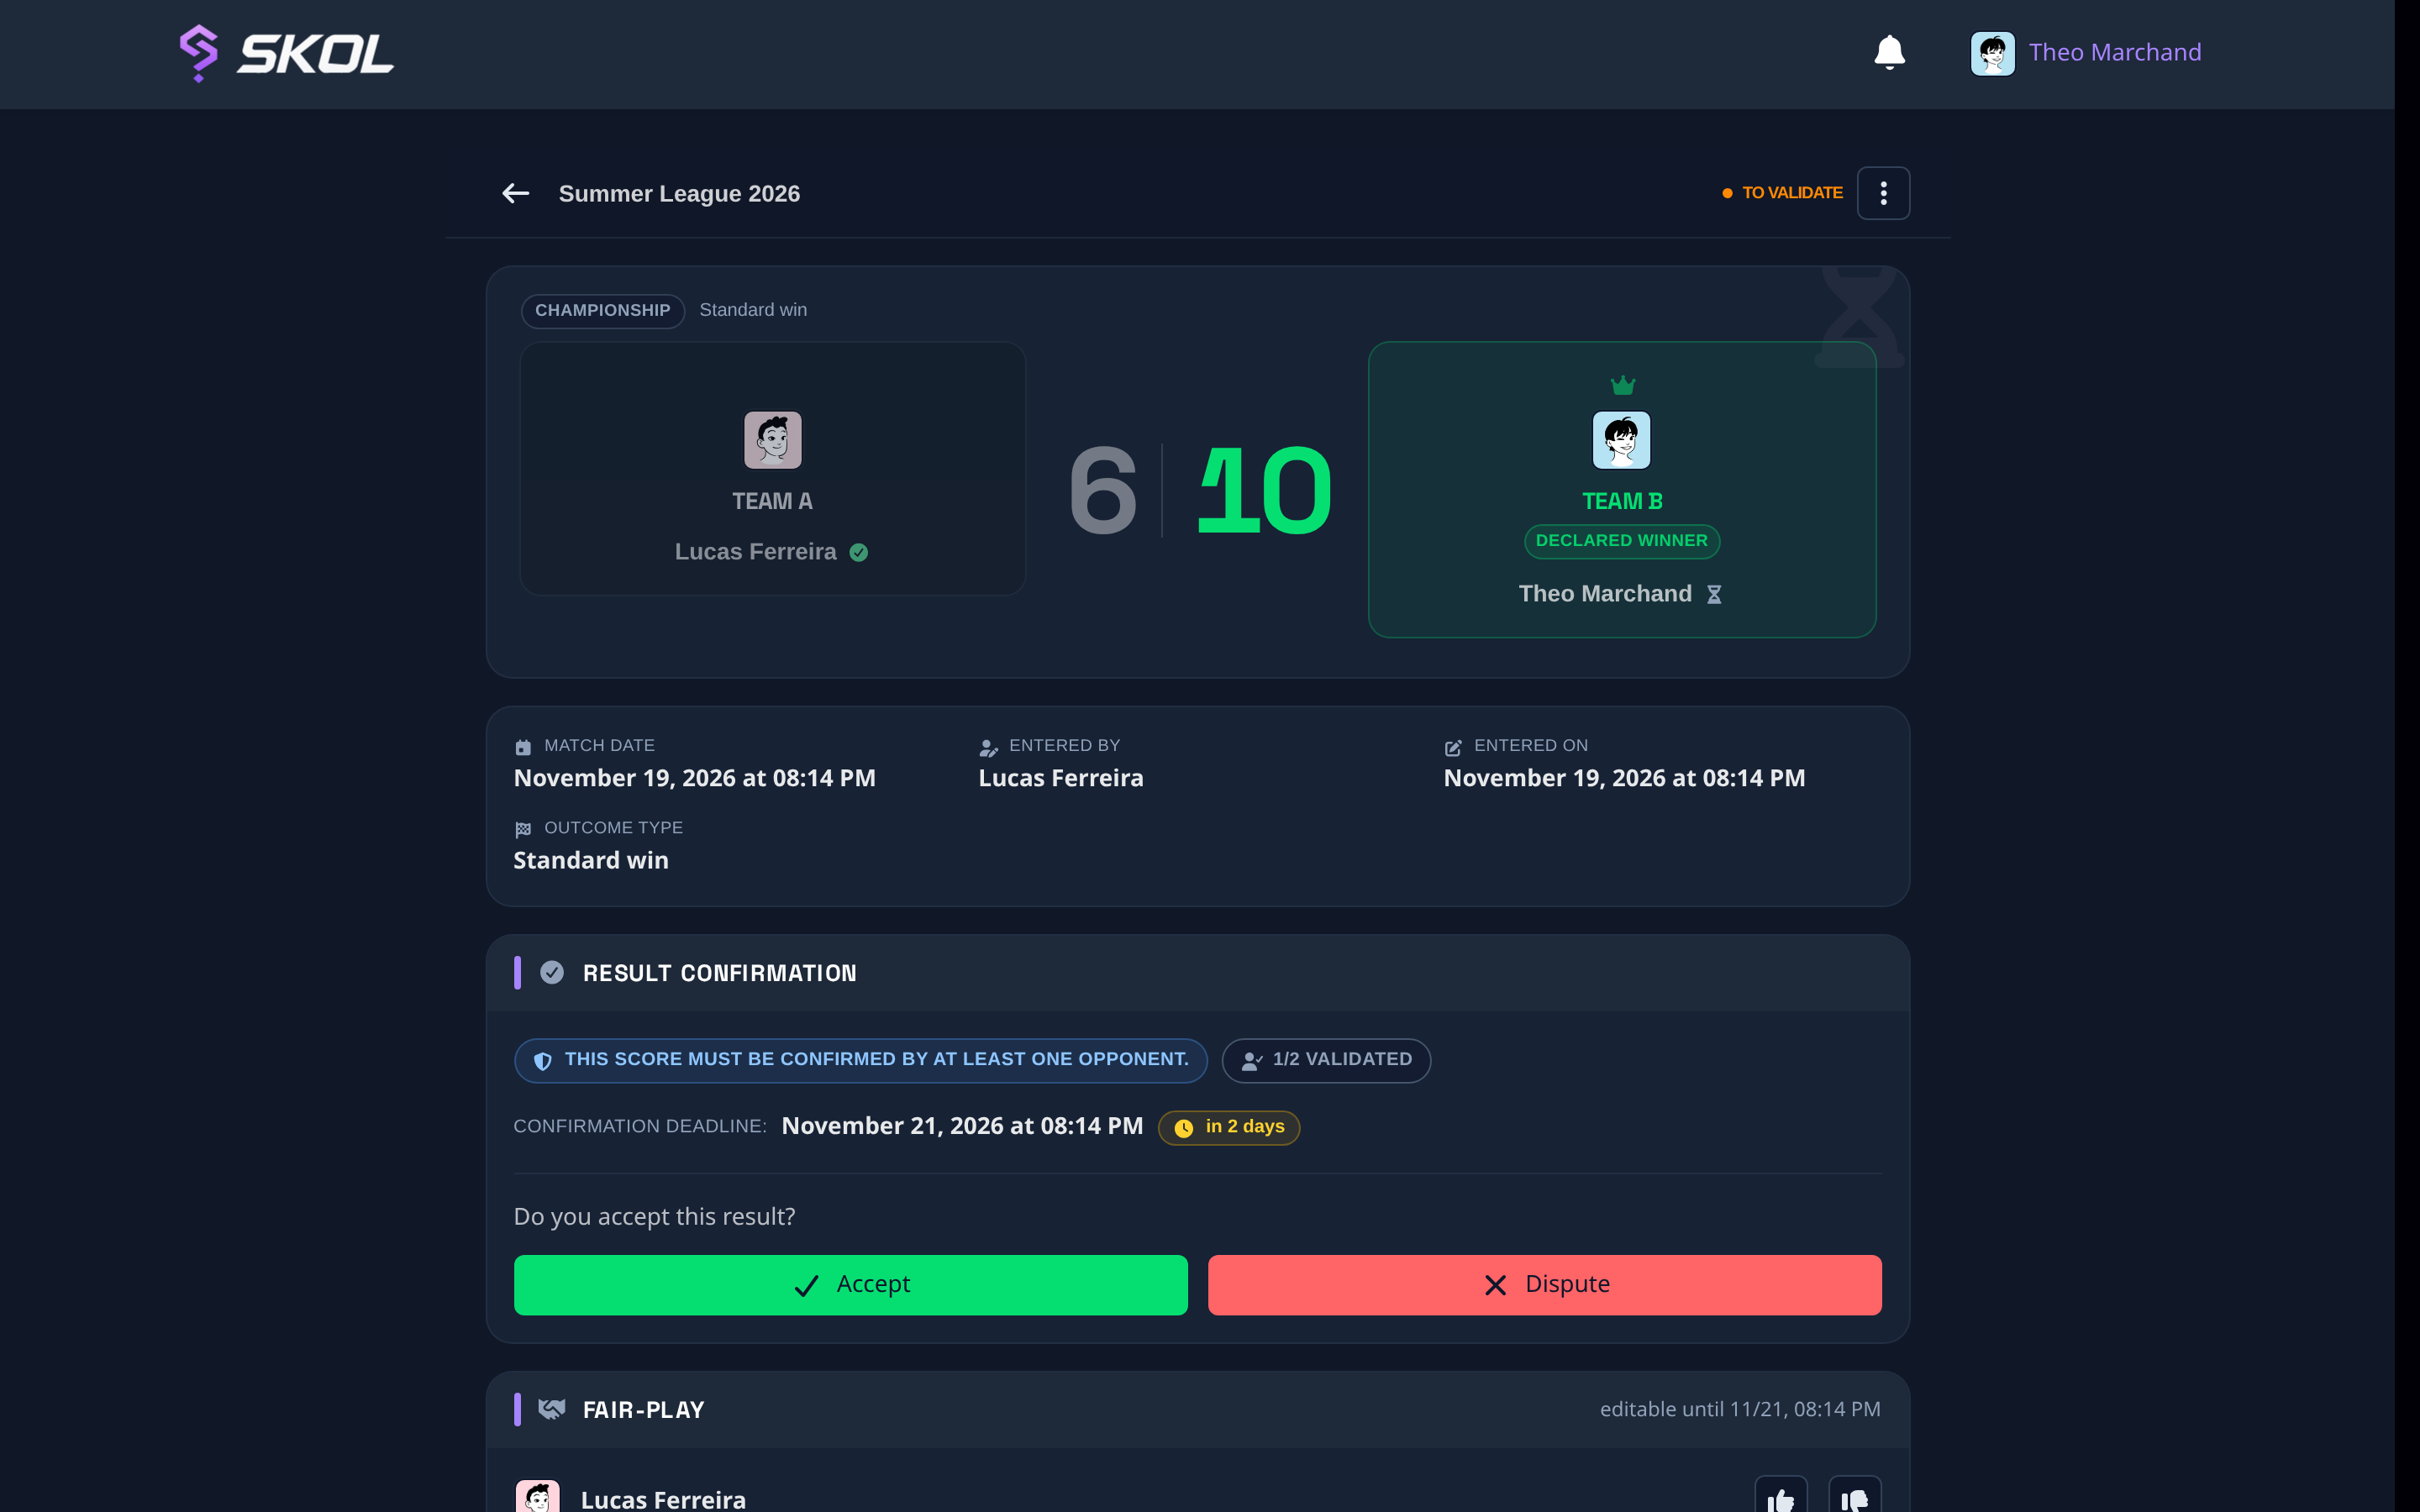 SKOL
Theo Marchand
Summer League 2026
TO VALIDATE
CHAMPIONSHIP Standard win
TEAM A
Lucas Ferreira
6 10
TEAM B
DECLARED WINNER
Theo Marchand
MATCH DATE
November 19, 2026 at 08:14 PM
ENTERED BY
Lucas Ferreira
ENTERED ON
November 19, 2026 at 08:14 PM
OUTCOME TYPE
Standard win
RESULT CONFIRMATION
THIS SCORE MUST BE CONFIRMED BY AT LEAST ONE OPPONENT. 1/2 VALIDATED
CONFIRMATION DEADLINE: November 21, 2026 at 08:14 PM in 2 days
Do you accept this result?
Accept Dispute
FAIR-PLAY editable until 11/21, 08:14 PM
Lucas Ferreira